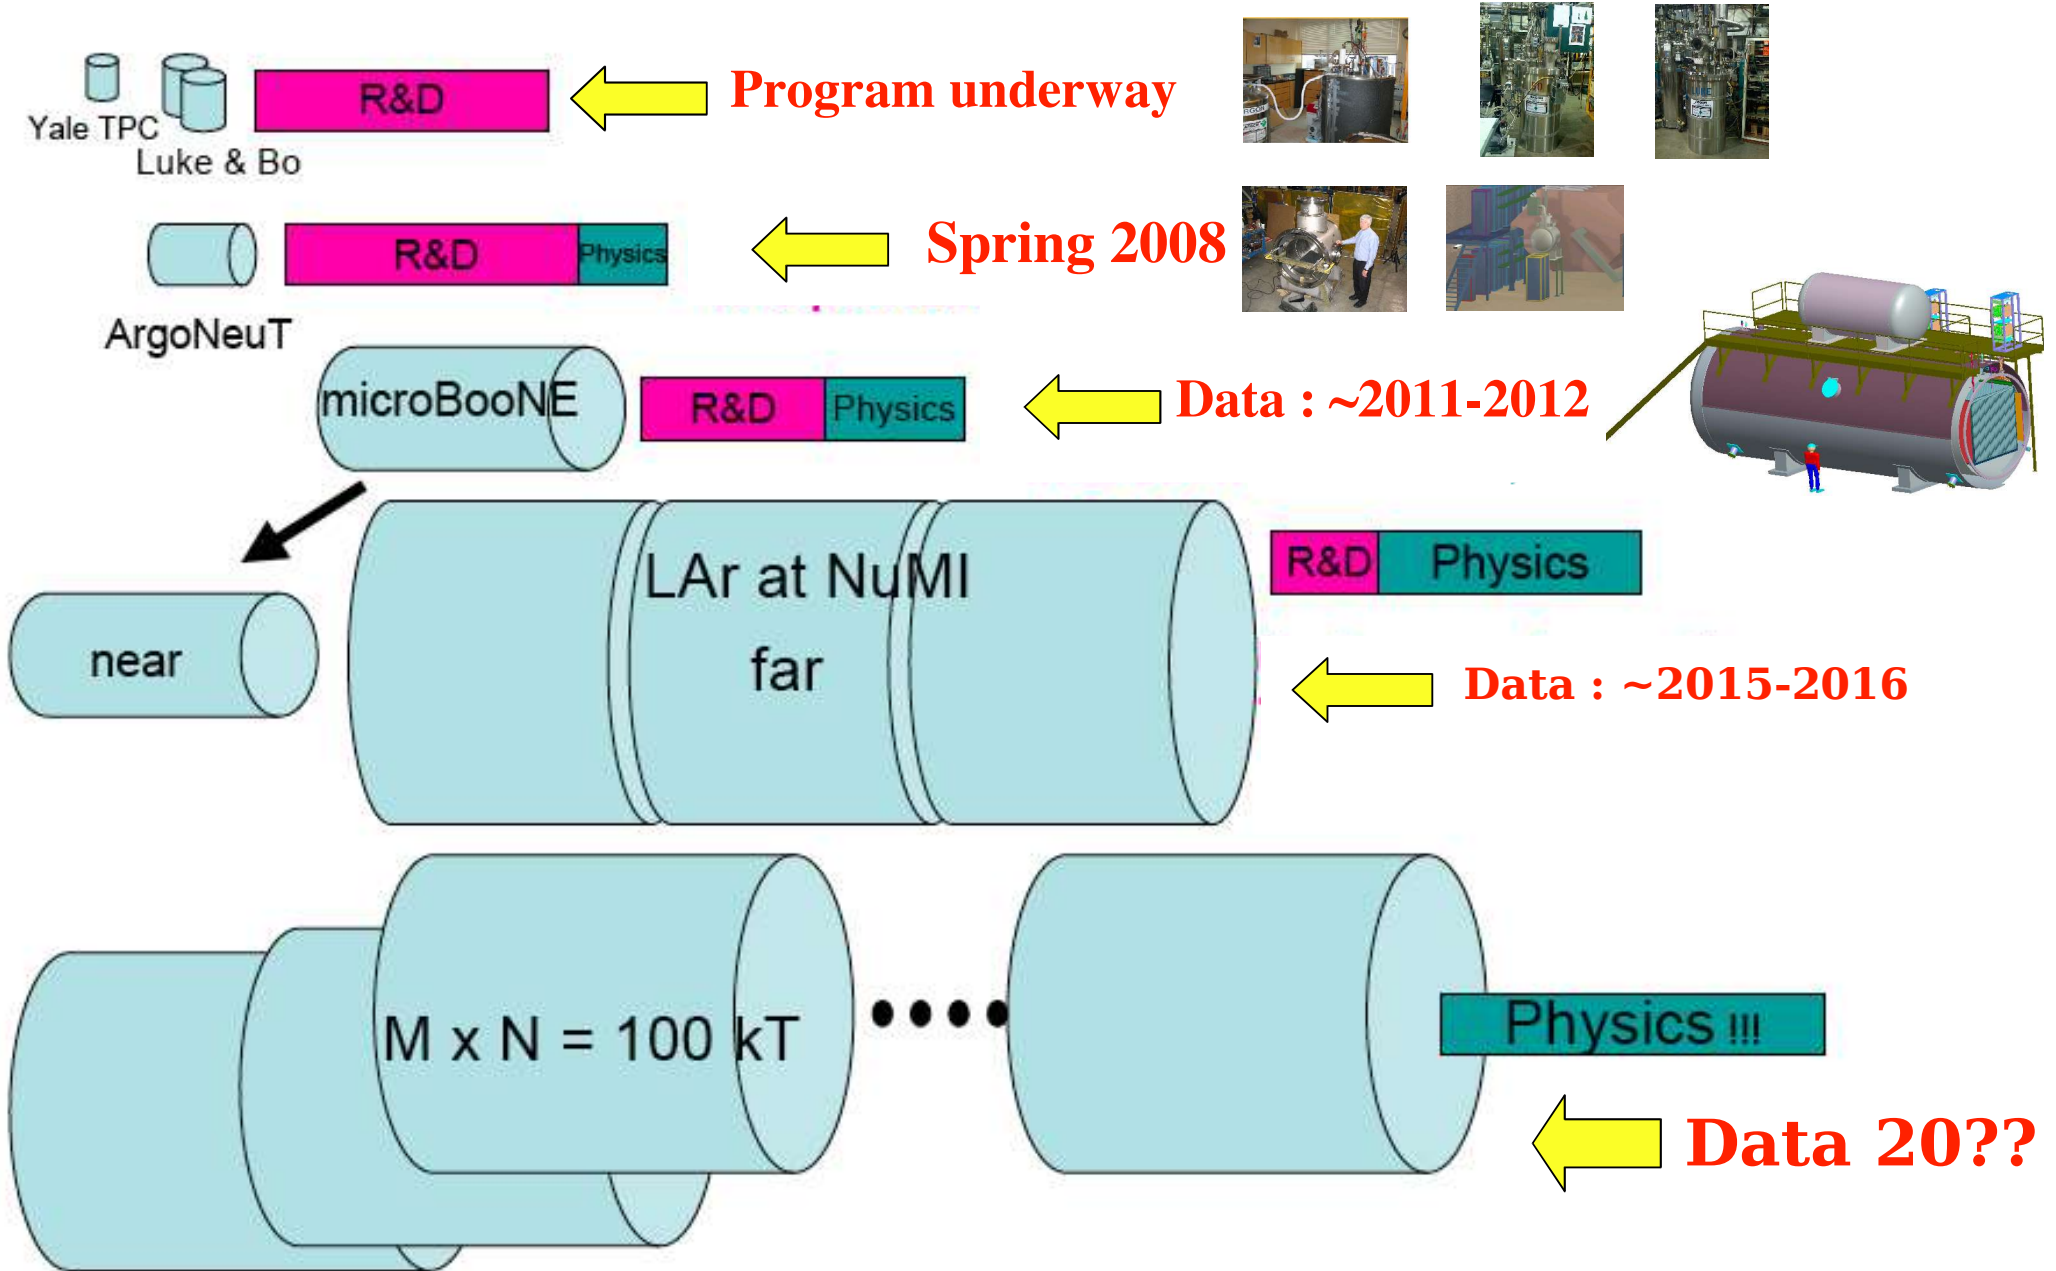 R&D
Program underway
Yale TPC
Luke & Bo
R&D
Physics
Spring 2008
ArgoNeuT
microBooNE
R&D
Physics
Data : ~2011-2012
LAr at NuMI
far
R&D
Physics
near
Data : ~2015-2016
M x N = 100 kT
Physics !!!
Data 20??